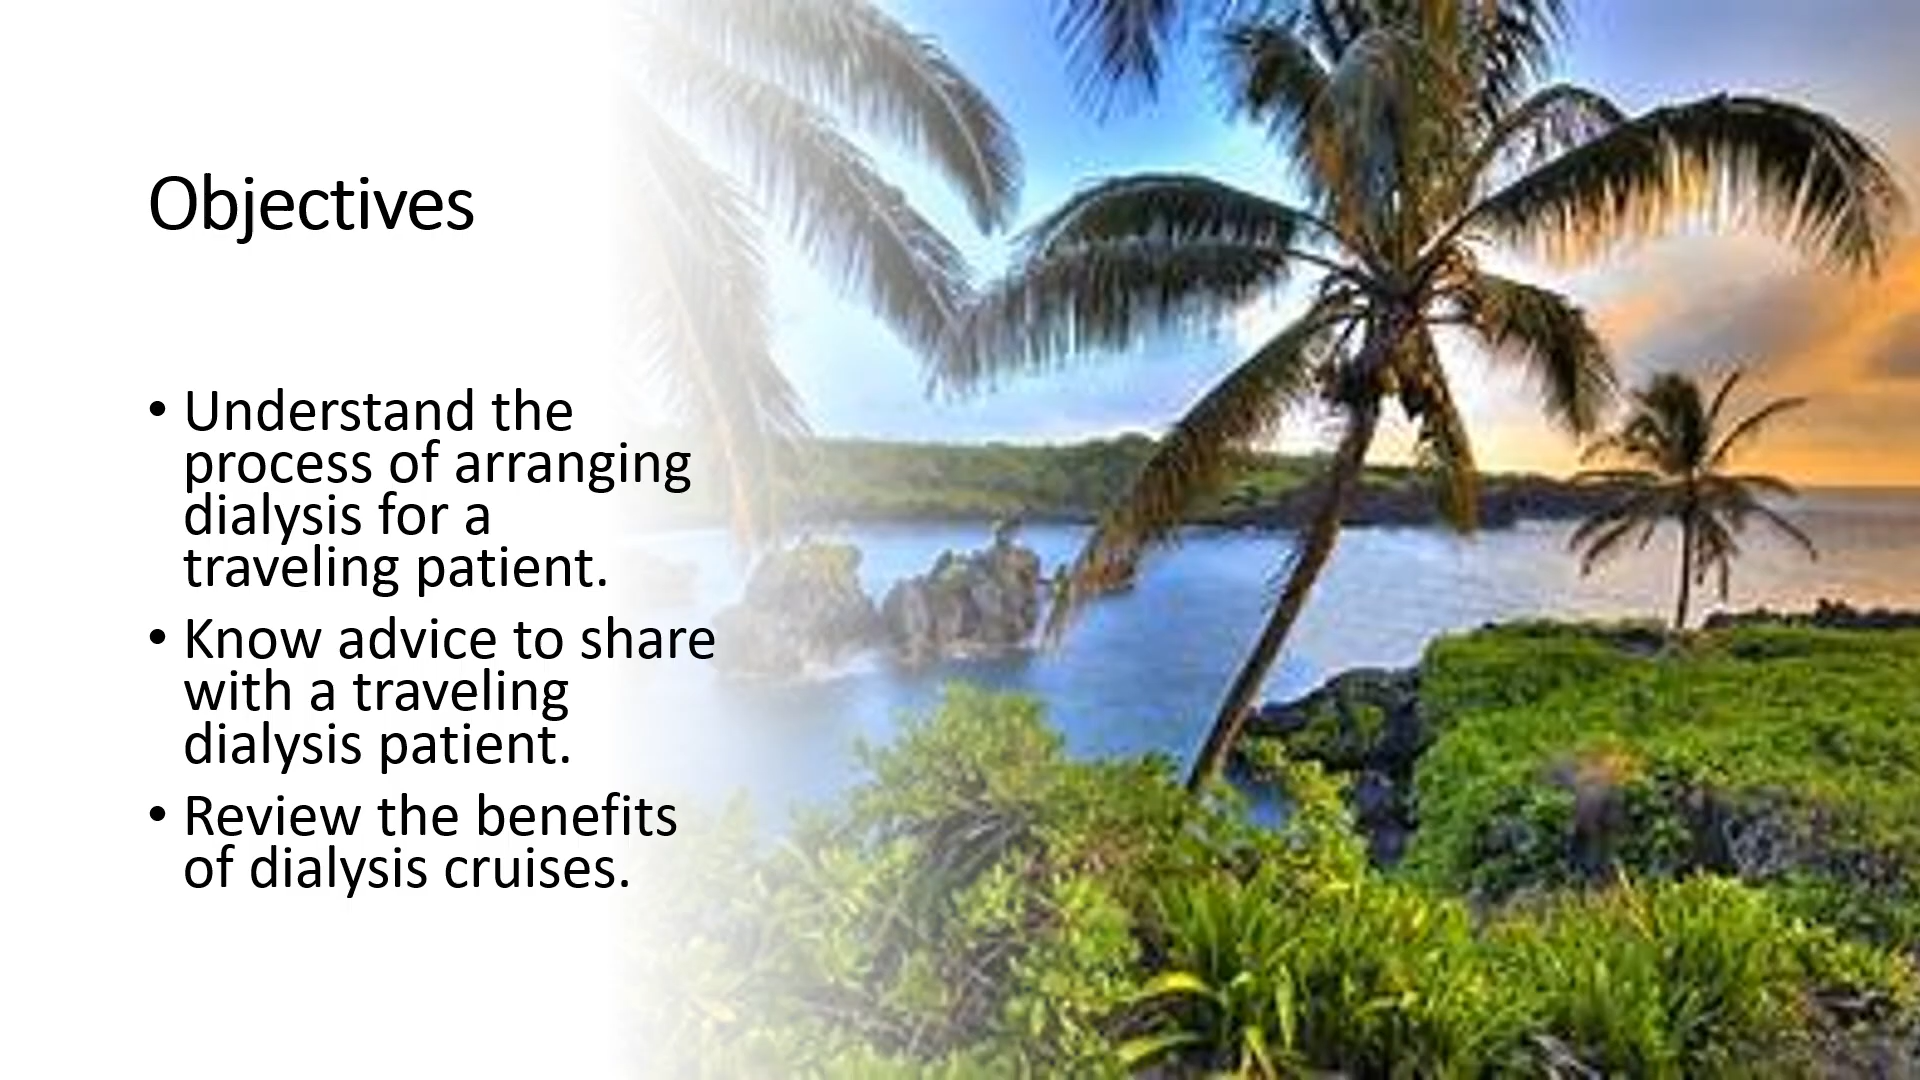 Objectives
• Understand the
process of arranging
dialysis for a
traveling patient.
• Know advice to share
with a traveling
dialysis patient.
• Review the benefits
of dialysis cruises.